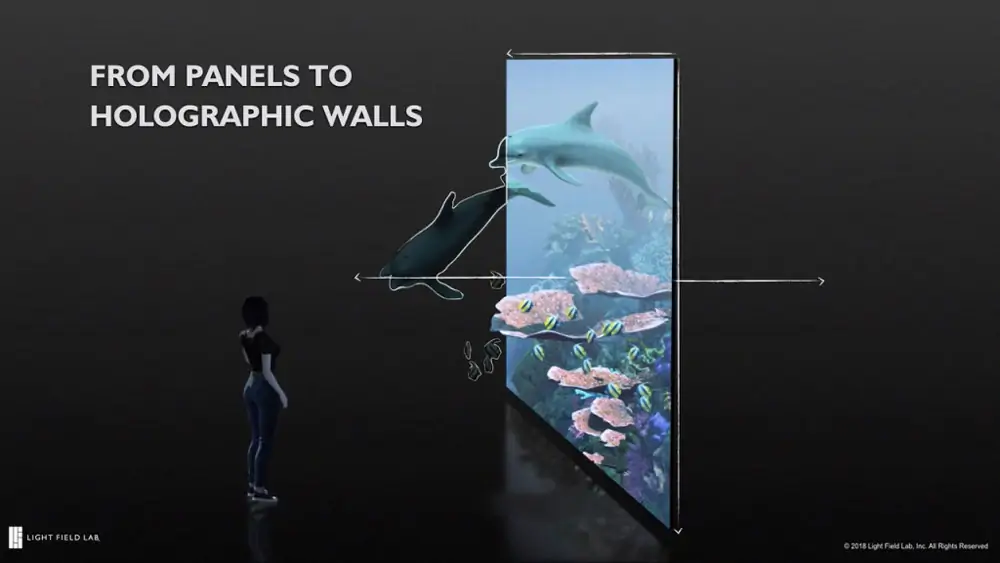 FROM PANELS TO
HOLOGRAPHIC WALLS
LIGHT FIELD LAB
© 2018 Light Field Lab, Inc. All Rights Reserved